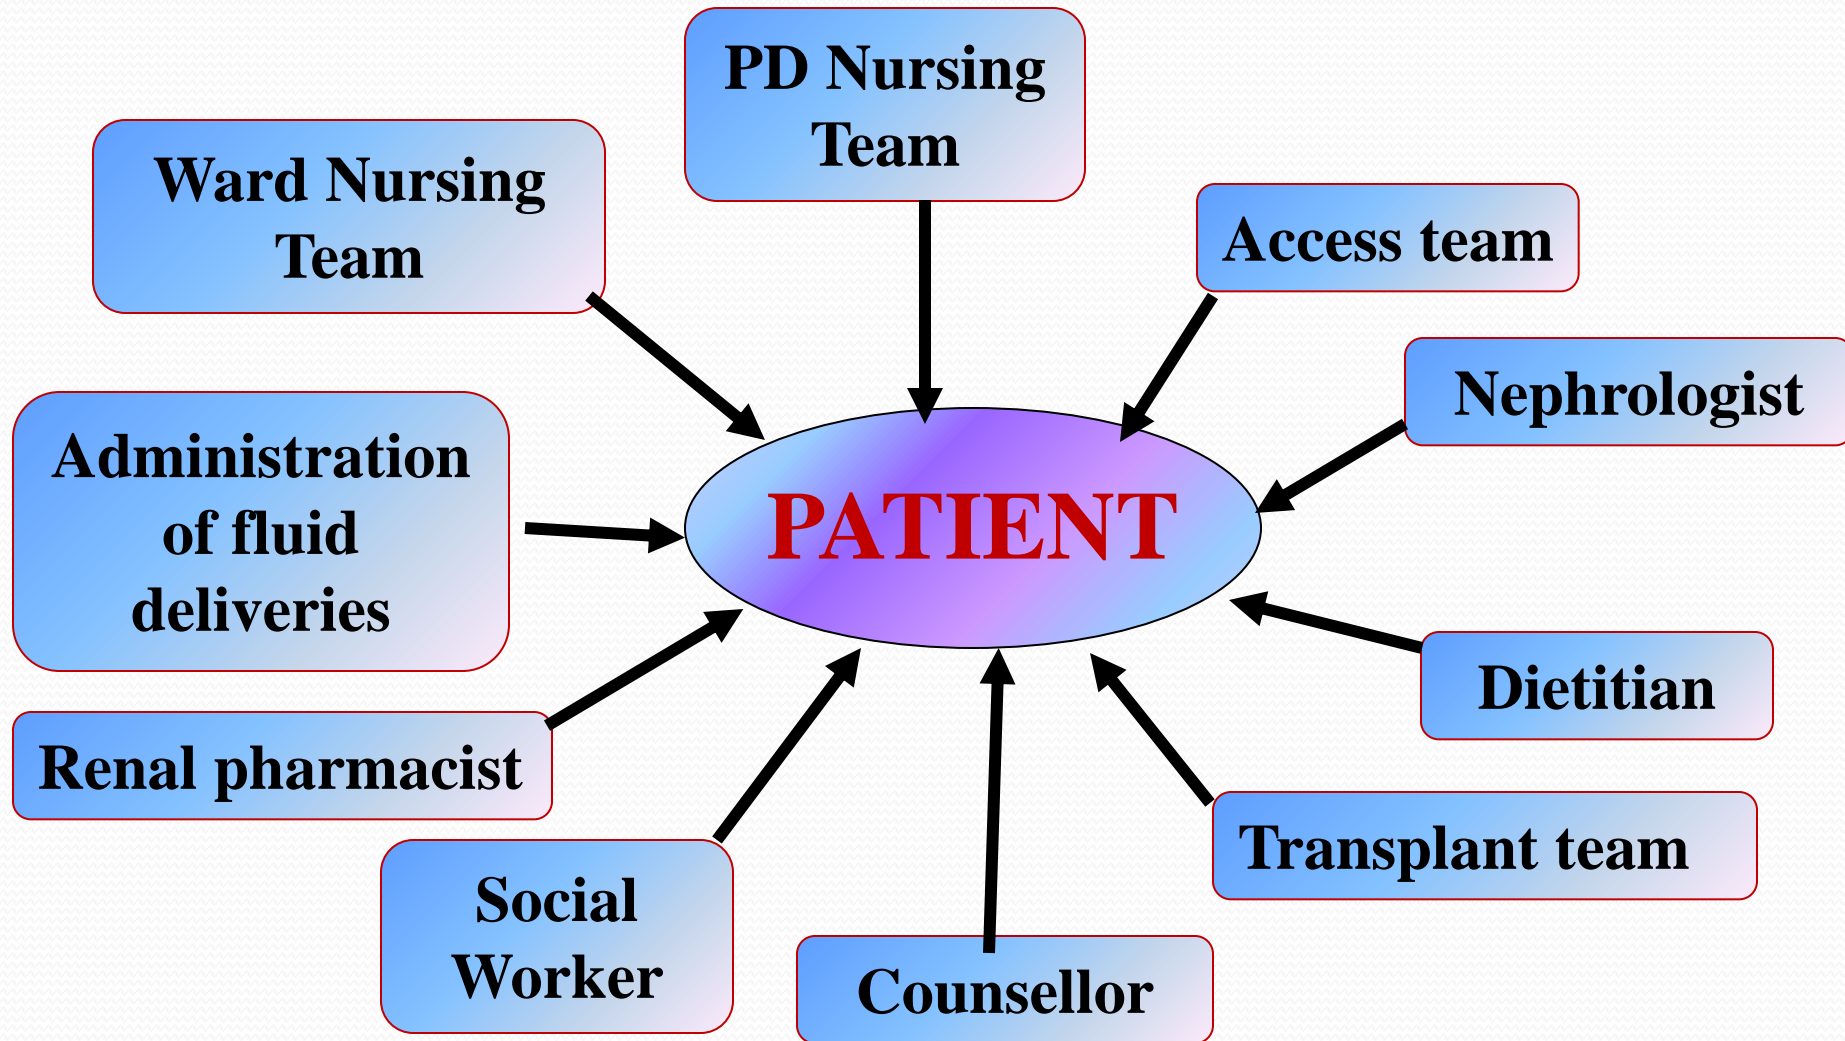 PD Nursing
Team
Ward Nursing
Team
Access team
Nephrologist
Administration
of fluid
deliveries
PATIENT
Dietitian
Renal pharmacist
Transplant team
Social
Worker
Counsellor